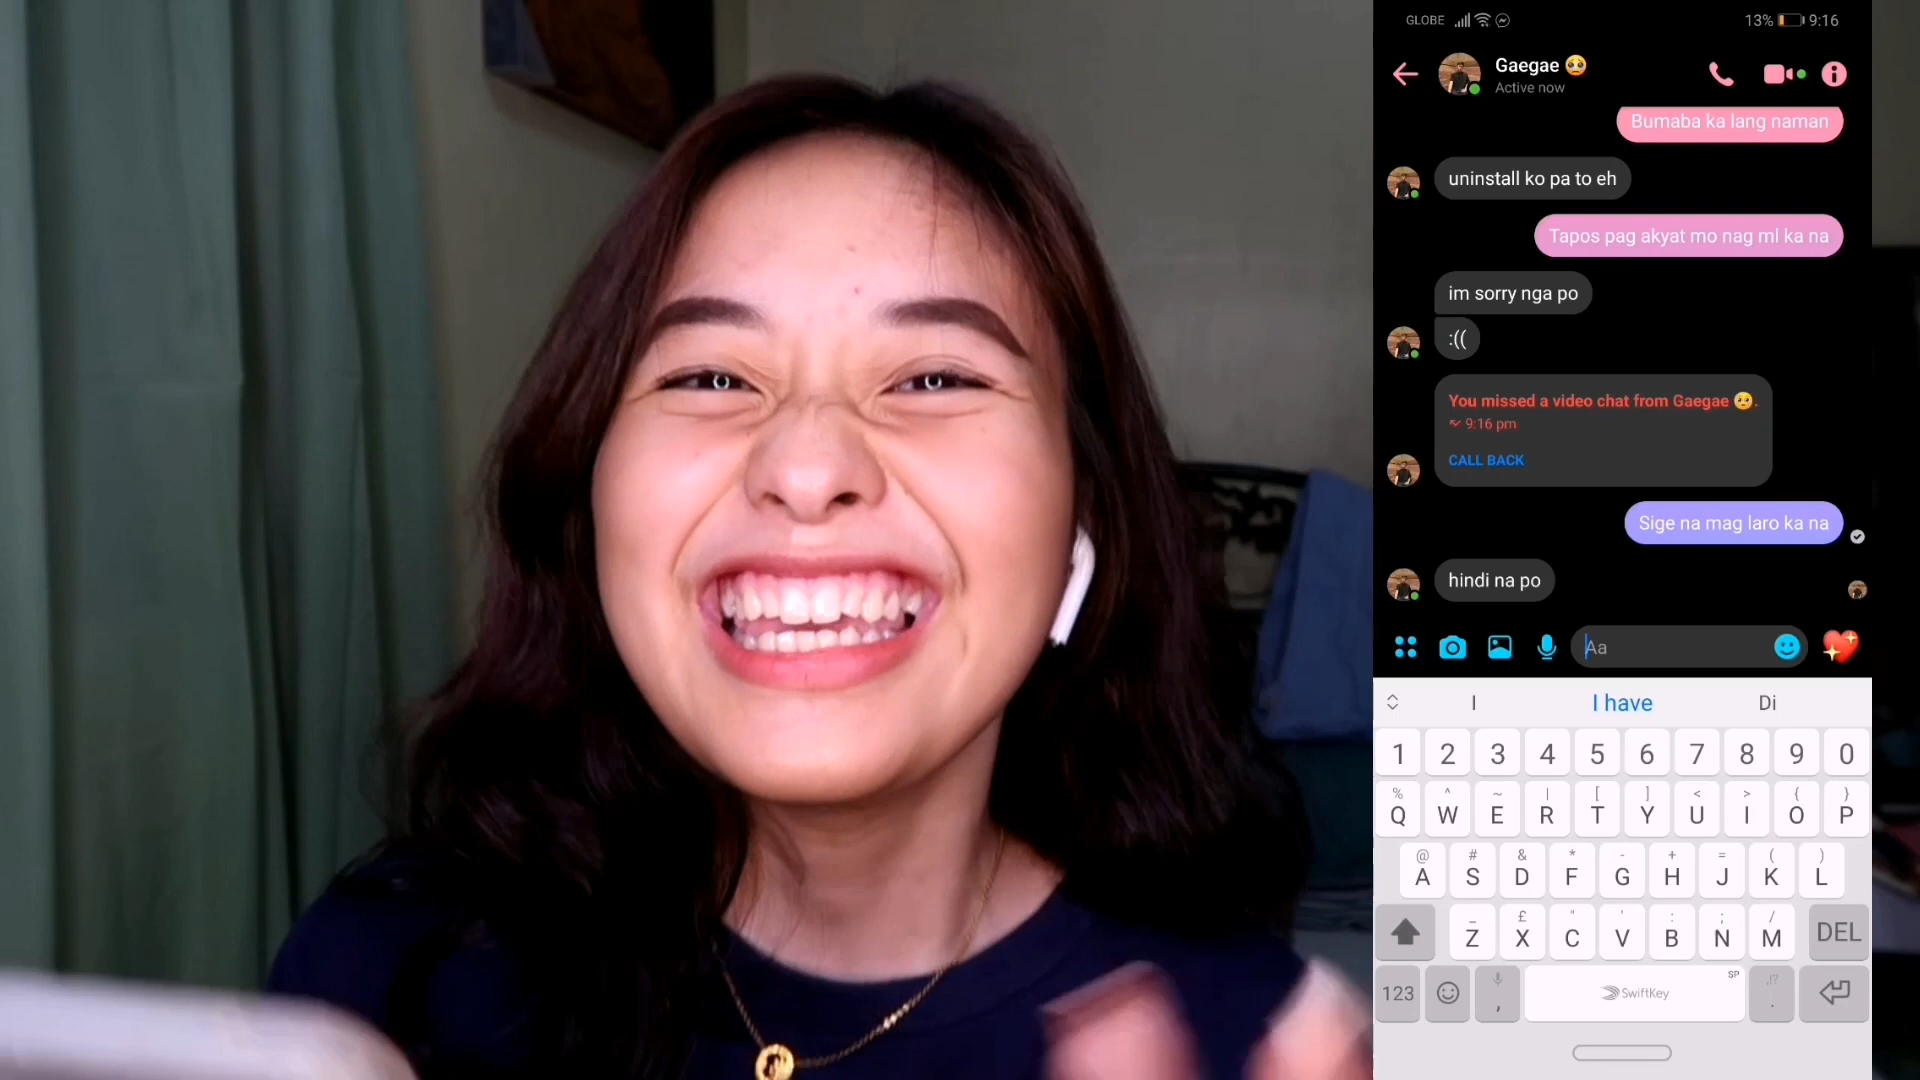 GLOBE
13% 9:16
Gaegae 
Active now
Bumaba ka lang naman
uninstall ko pa to eh
Tapos pag akyat mo nag ml ka na
im sorry nga po
:((
You missed a video chat from Gaegae 🥺.
9:16 pm
CALL BACK
Sige na mag laro ka na
hindi na po
Aa
I I have Di
1 2 3 4 5 6 7 8 9 0
% ^ ~ | [ ] < > { }
Q W E R T Y U I O P
@ # & * - + = ( )
A S D F G H J K L
_ £ " ' : ; /
Z X C V B N M DEL
SP ,!?
123 , SwiftKey .